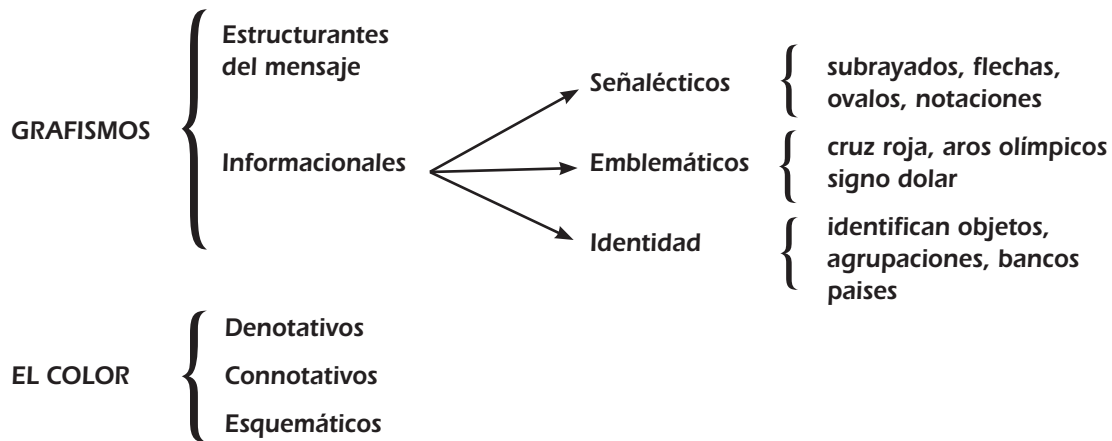 GRAFISMOS
Estructurantes
del mensaje
Informacionales
Señalécticos
subrayados, flechas,
ovalos, notaciones
Emblemáticos
cruz roja, aros olímpicos
signo dolar
Identidad
identifican objetos,
agrupaciones, bancos
paises
EL COLOR
Denotativos
Connotativos
Esquemáticos